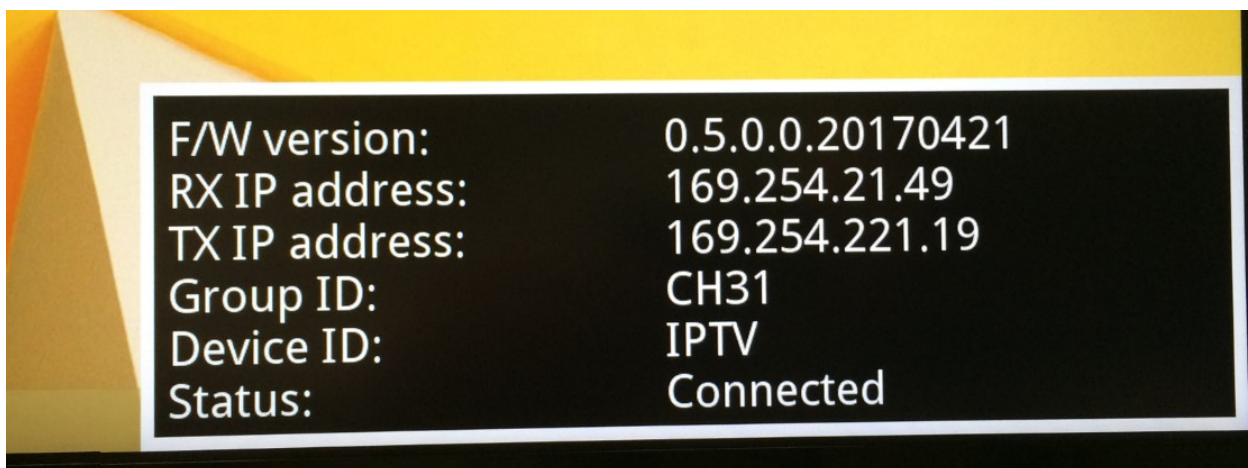 F/W version: 0.5.0.0.20170421
RX IP address: 169.254.21.49
TX IP address: 169.254.221.19
Group ID: CH31
Device ID: IPTV
Status: Connected